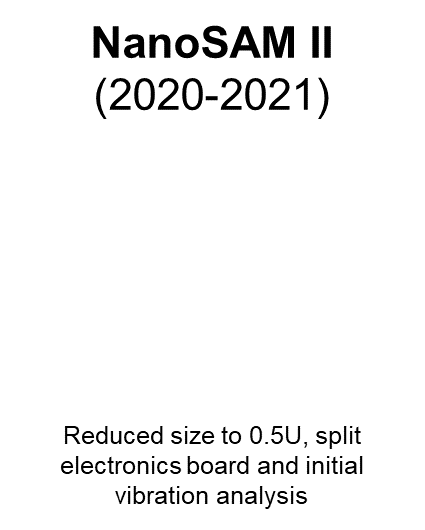 NanoSAM II
(2020-2021)
Reduced size to 0.5U, split
electronics board and initial
vibration analysis